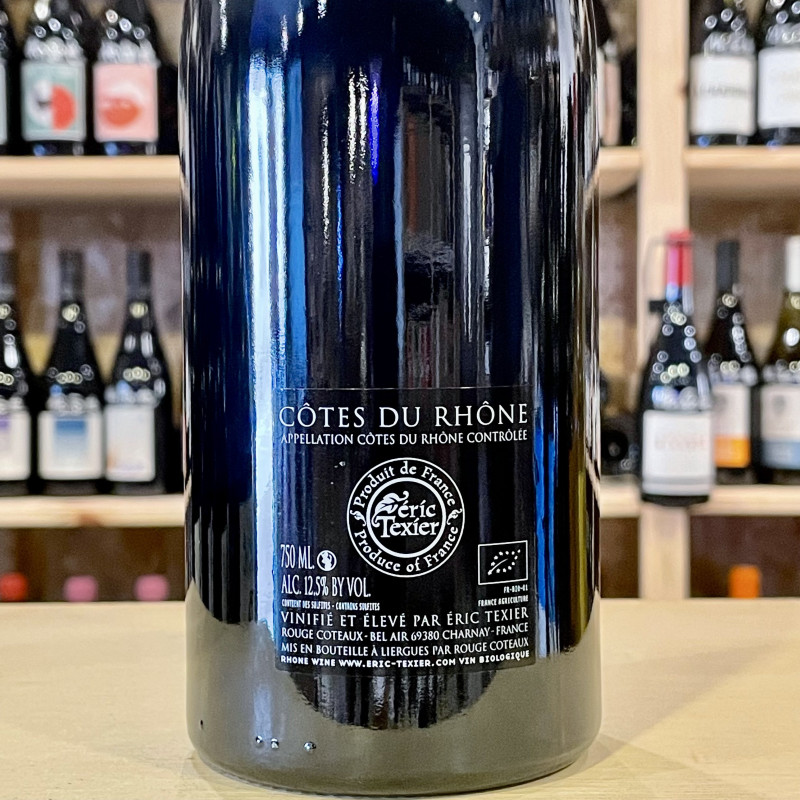 CÔTES DU RHÔNE
APPELLATION CÔTES DU RHÔNE CONTRÔLÉE
Produit de France
éric
Texier
Produce of France
750 ML
ALC. 12.5% BY VOL.
CONTIENT DES SULFITES - CONTAINS SULFITES
FR-BIO-01
FRANCE AGRICULTURE
VINIFIÉ ET ÉLEVÉ PAR ÉRIC TEXIER
ROUGE COTEAUX - BEL AIR 69380 CHARNAY - FRANCE
MIS EN BOUTEILLE À LIERGUES PAR ROUGE COTEAUX
RHONE WINE WWW.ERIC-TEXIER.COM VIN BIOLOGIQUE